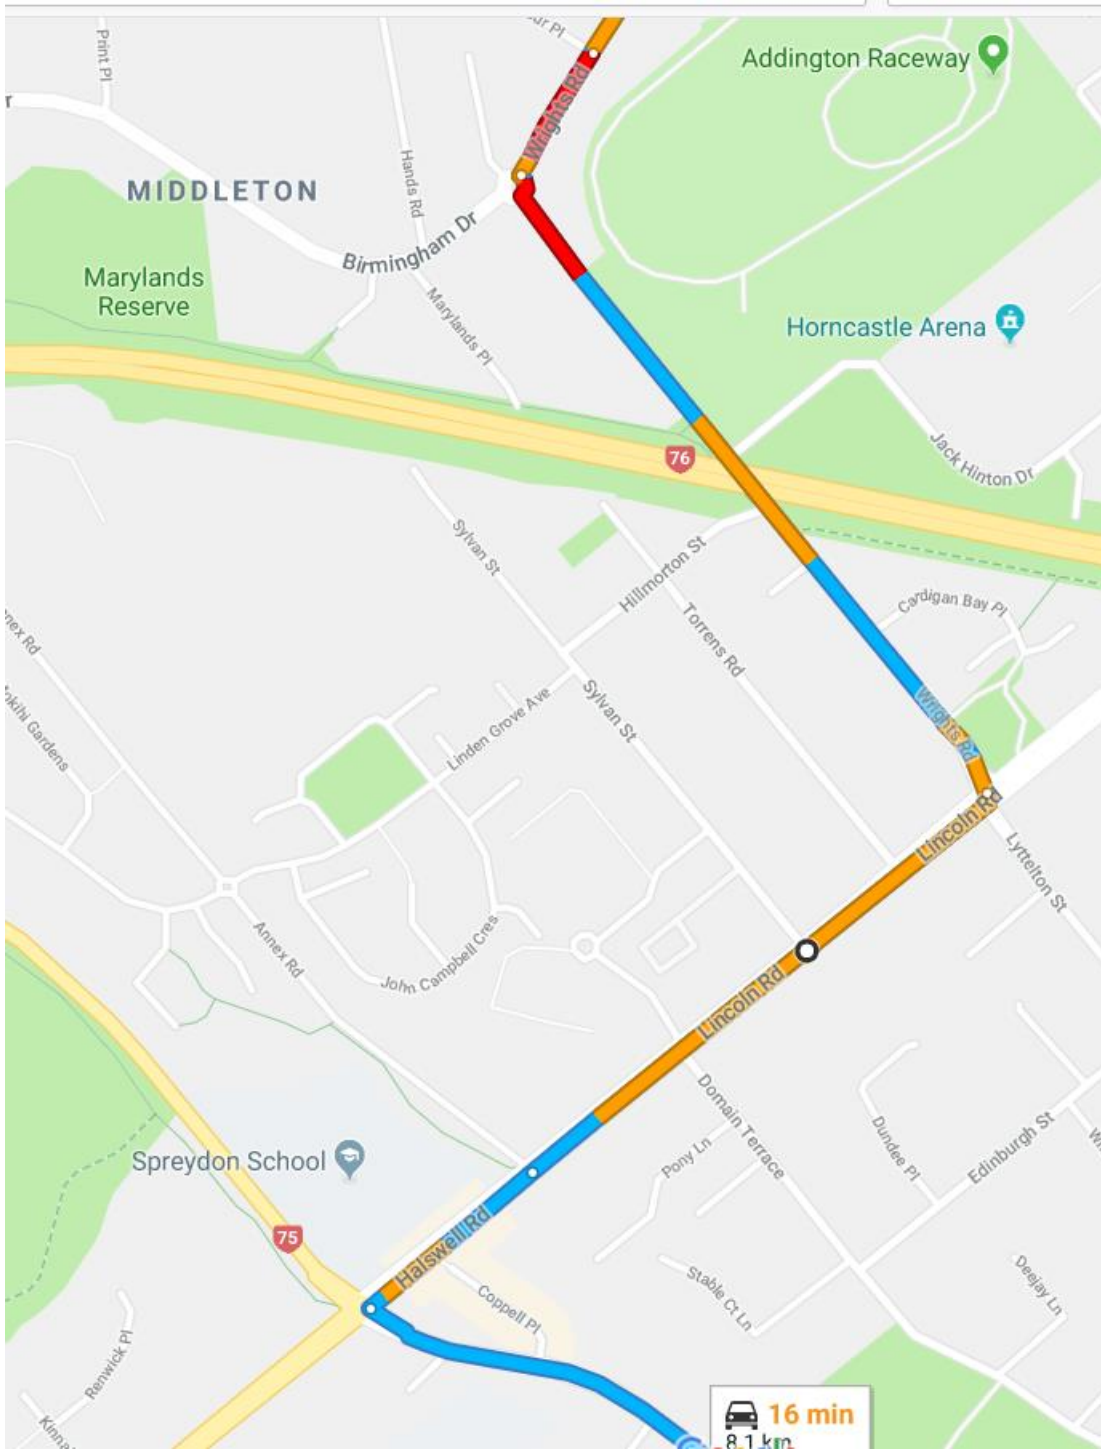 Print Pl
Wrights Rd
Addington Raceway
MIDDLETON
Hands Rd
Birmingham Dr
Marylands
Reserve
Marylands Pl
Horncastle Arena
Jack Hinton Dr
76
Sylvan St
Hillmorton St
Torrens Rd
Cardigan Bay Pl
Linden Grove Ave
Sylvan St
Wrights Rd
Lincoln Rd
Lyttelton St
Annex Rd
John Campbell Cres
Lincoln Rd
Domain Terrace
Dundee Pl
Edinburgh St
Pony Ln
Spreydon School
75
Halswell Rd
Coppell Pl
Stable Ct Ln
Deejay Ln
Renwick Pl
16 min
8.1 km